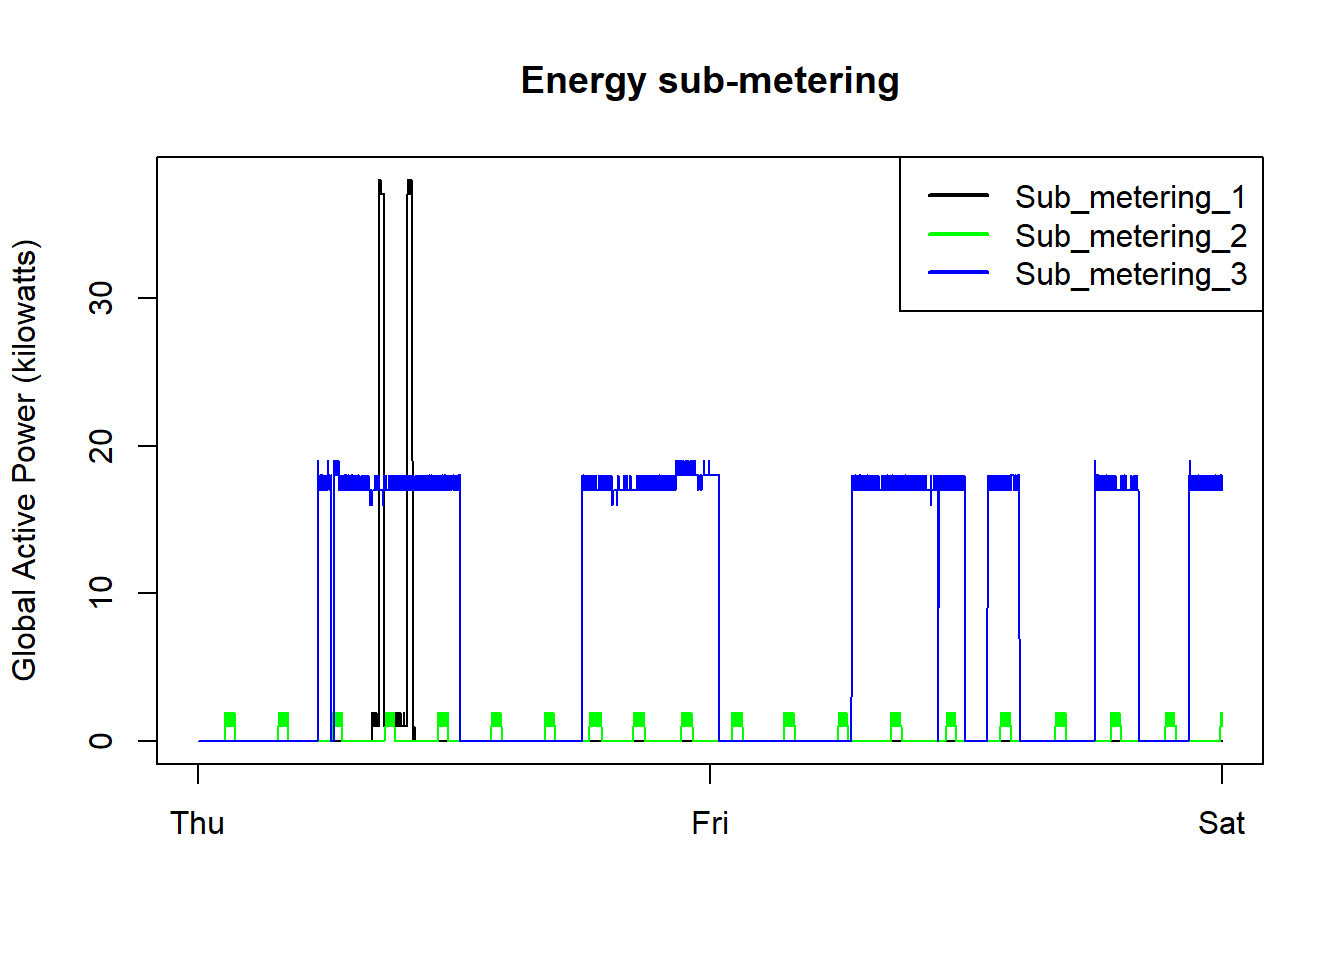 Energy sub-metering
Sub_metering_1
Sub_metering_2
Sub_metering_3
Global Active Power (kilowatts)
30
20
10
0
Thu Fri Sat